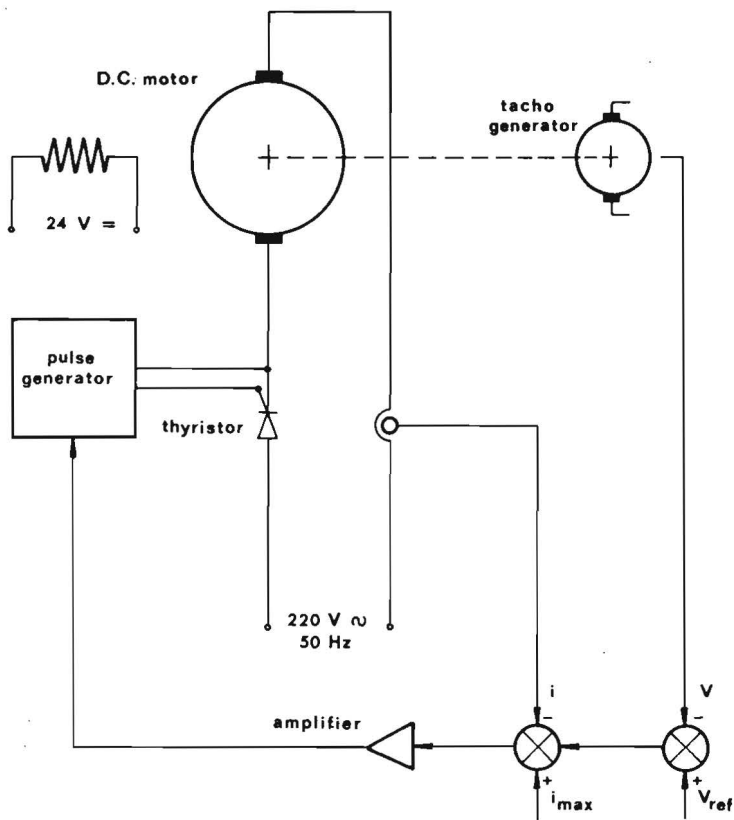 D.C. motor
tacho
generator
24 V =
pulse
generator
thyristor
220 V ≈
50 Hz
i
V
amplifier
-
-
+
+
i max
V ref